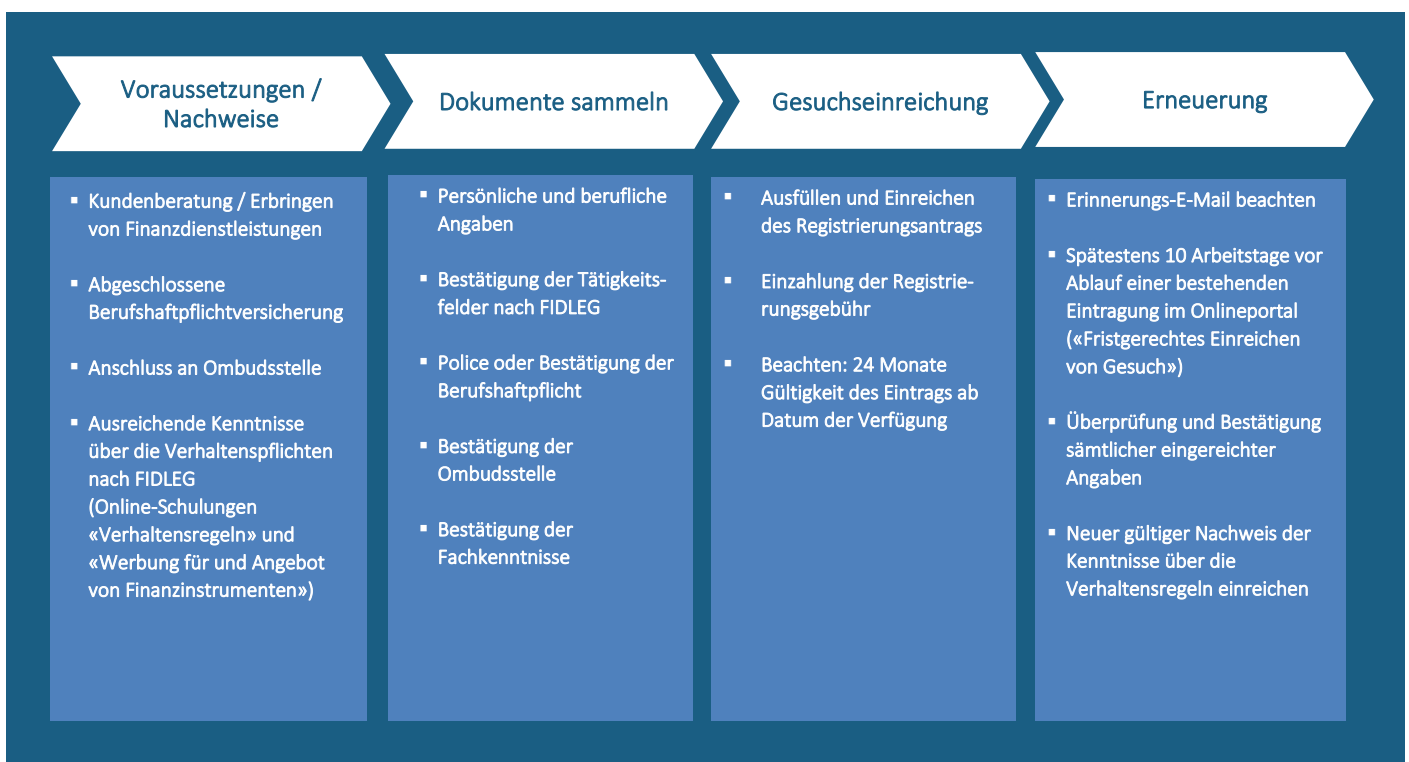 Voraussetzungen /
Nachweise
Dokumente sammeln
Gesuchseinreichung
Erneuerung
▪ Kundenberatung / Erbringen
von Finanzdienstleistungen
▪ Abgeschlossene
Berufshaftpflichtversicherung
▪ Anschluss an Ombudsstelle
▪ Ausreichende Kenntnisse
über die Verhaltenspflichten
nach FIDLEG
(Online-Schulungen
«Verhaltensregeln» und
«Werbung für und Angebot
von Finanzinstrumenten»)
▪ Persönliche und berufliche
Angaben
▪ Bestätigung der Tätigkeits-
felder nach FIDLEG
▪ Police oder Bestätigung der
Berufshaftpflicht
▪ Bestätigung der
Ombudsstelle
▪ Bestätigung der
Fachkenntnisse
▪ Ausfüllen und Einreichen
des Registrierungsantrags
▪ Einzahlung der Registrie-
rungsgebühr
▪ Beachten: 24 Monate
Gültigkeit des Eintrags ab
Datum der Verfügung
▪ Erinnerungs-E-Mail beachten
▪ Spätestens 10 Arbeitstage vor
Ablauf einer bestehenden
Eintragung im Onlineportal
(«Fristgerechtes Einreichen
von Gesuch»)
▪ Überprüfung und Bestätigung
sämtlicher eingereichter
Angaben
▪ Neuer gültiger Nachweis der
Kenntnisse über die
Verhaltensregeln einreichen